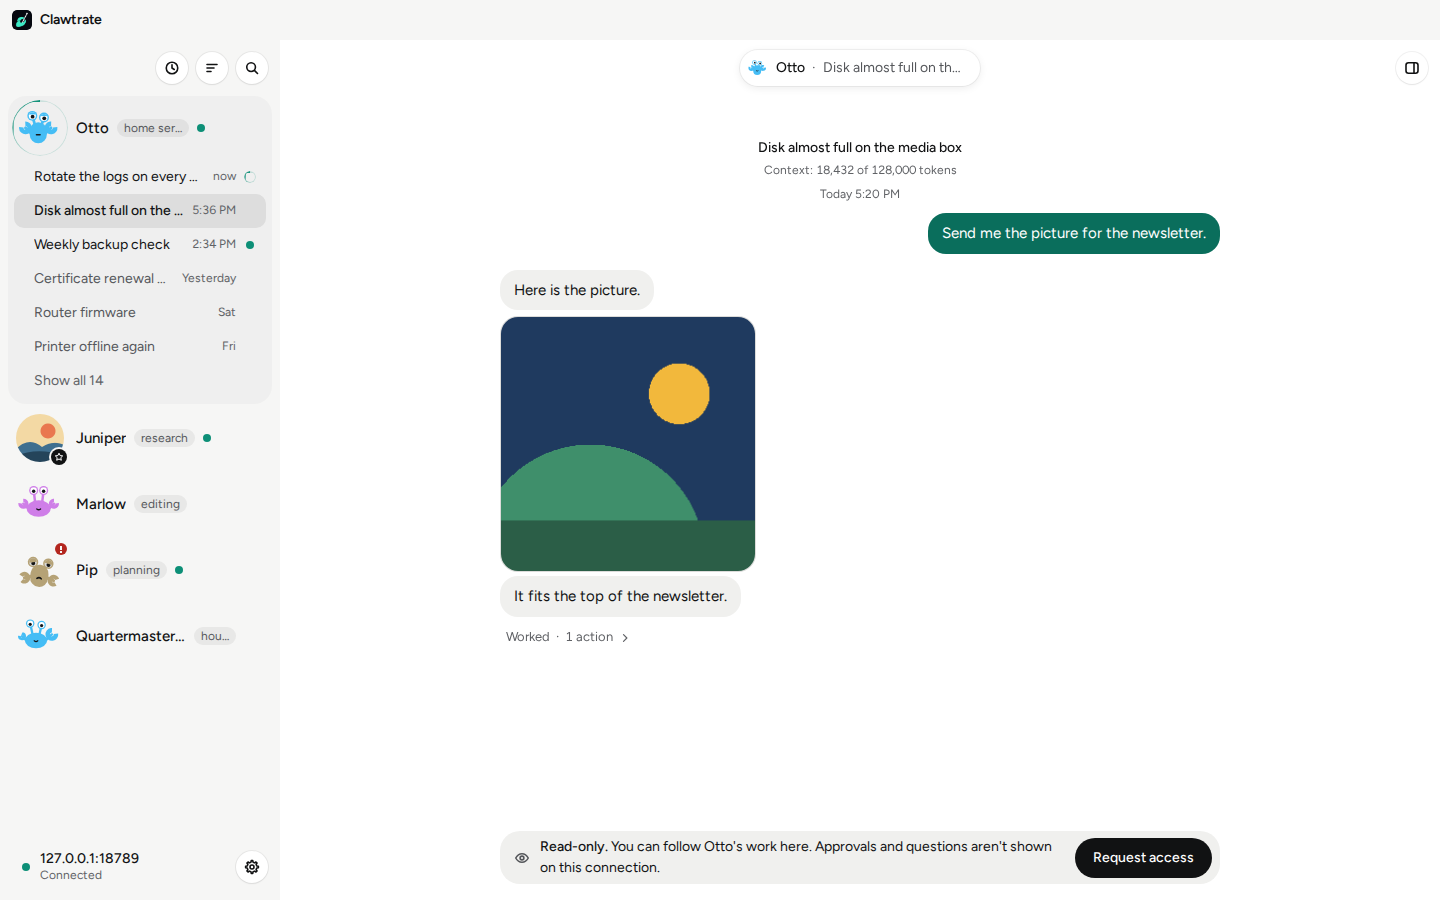 Clawtrate
Otto
home ser...
Rotate the logs on every ...
now
Disk almost full on the ...
5:36 PM
Weekly backup check
2:34 PM
Certificate renewal ...
Yesterday
Router firmware
Sat
Printer offline again
Fri
Show all 14
Juniper
research
Marlow
editing
Pip
planning
Quartermaster...
hou...
127.0.0.1:18789
Connected
Otto · Disk almost full on th...
Disk almost full on the media box
Context: 18,432 of 128,000 tokens
Today 5:20 PM
Send me the picture for the newsletter.
Here is the picture.
It fits the top of the newsletter.
Worked · 1 action
Read-only. You can follow Otto's work here. Approvals and questions aren't shown
on this connection.
Request access